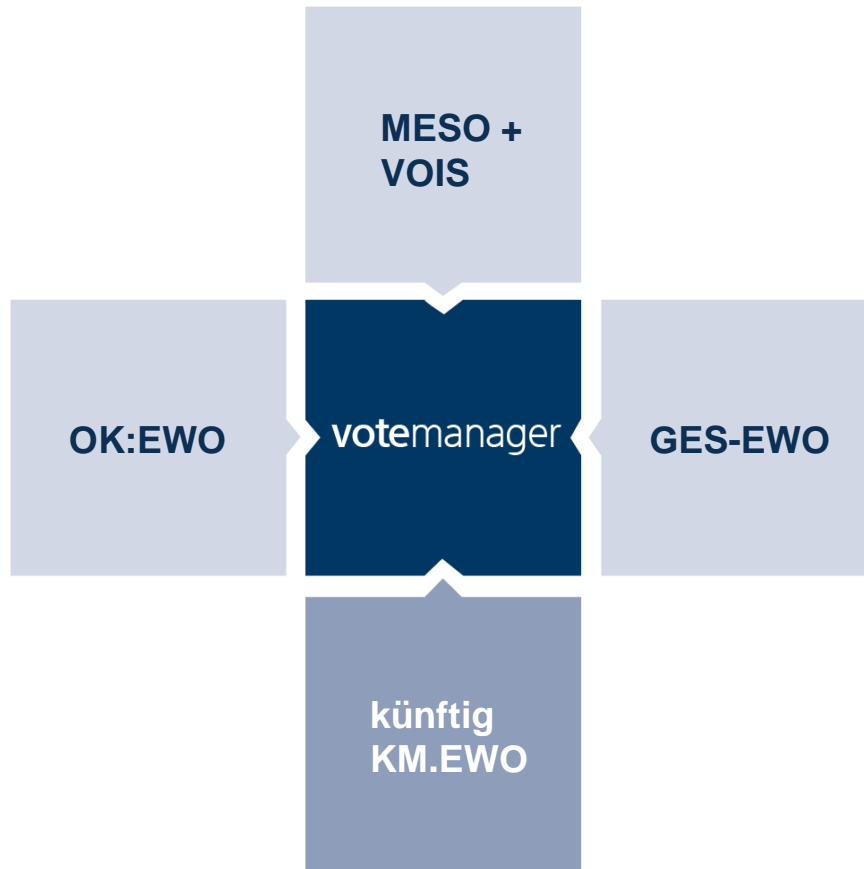 MESO +
VOIS
OK:EWO
votemanager
GES-EWO
künftig
KM.EWO